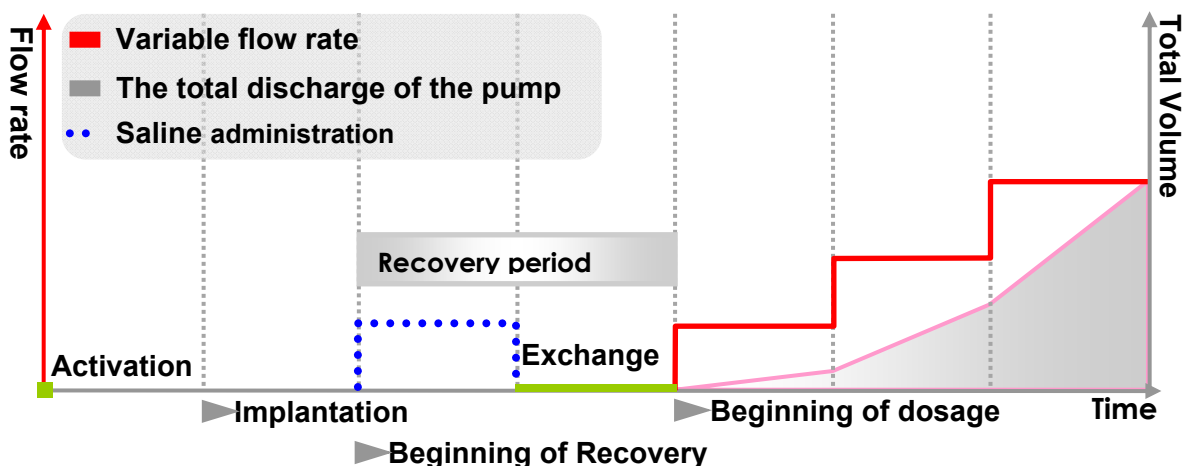 Flow rate
Variable flow rate
The total discharge of the pump
Saline administration
Total Volume
Recovery period
Activation
Exchange
Implantation
Beginning of dosage
Time
Beginning of Recovery